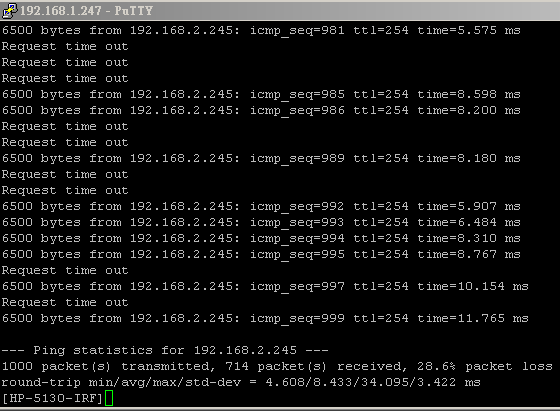 192.168.1.247 - PuTTY
6500 bytes from 192.168.2.245: icmp_seq=981 ttl=254 time=5.575 ms
Request time out
Request time out
Request time out
6500 bytes from 192.168.2.245: icmp_seq=985 ttl=254 time=8.598 ms
6500 bytes from 192.168.2.245: icmp_seq=986 ttl=254 time=8.200 ms
Request time out
Request time out
6500 bytes from 192.168.2.245: icmp_seq=989 ttl=254 time=8.180 ms
Request time out
Request time out
6500 bytes from 192.168.2.245: icmp_seq=992 ttl=254 time=5.907 ms
6500 bytes from 192.168.2.245: icmp_seq=993 ttl=254 time=6.484 ms
6500 bytes from 192.168.2.245: icmp_seq=994 ttl=254 time=8.310 ms
6500 bytes from 192.168.2.245: icmp_seq=995 ttl=254 time=8.767 ms
Request time out
6500 bytes from 192.168.2.245: icmp_seq=997 ttl=254 time=10.154 ms
Request time out
6500 bytes from 192.168.2.245: icmp_seq=999 ttl=254 time=11.765 ms
--- Ping statistics for 192.168.2.245 ---
1000 packet(s) transmitted, 714 packet(s) received, 28.6% packet loss
round-trip min/avg/max/std-dev = 4.608/8.433/34.095/3.422 ms
[HP-5130-IRF]